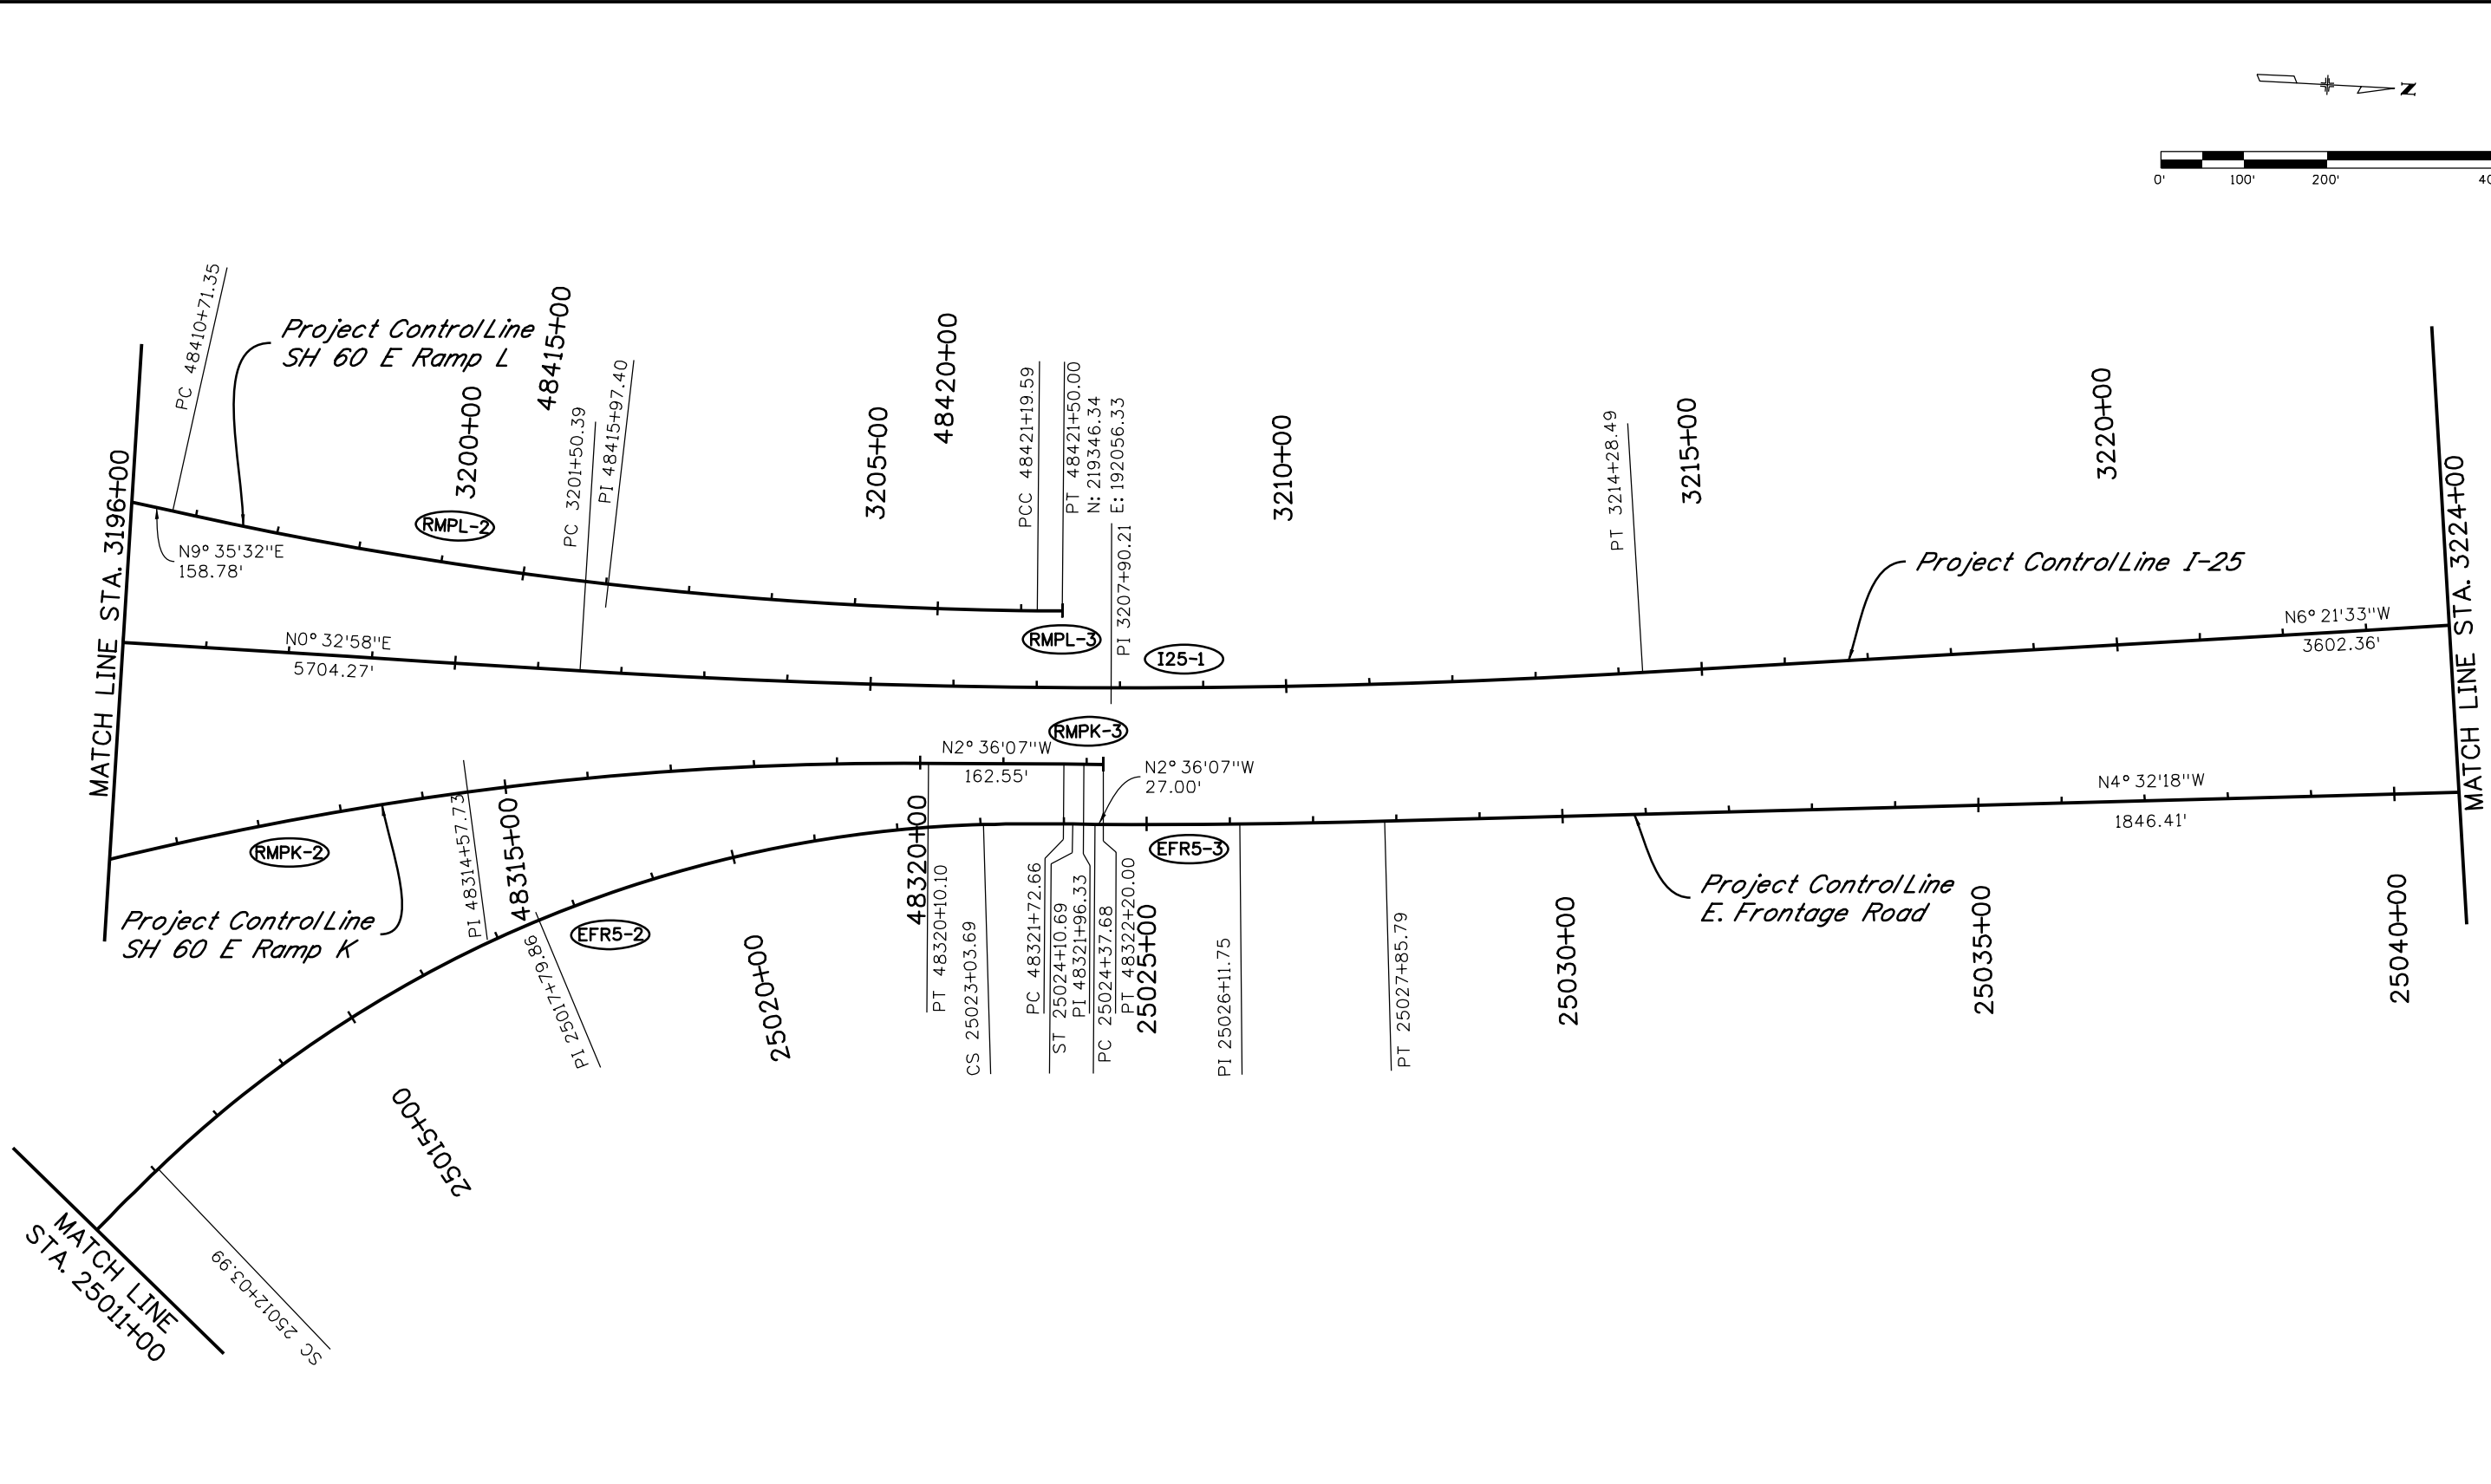 N
0'
100'
200'
40
PC 48410+71.35
Project Control Line
SH 60 E Ramp L
3200+00
48415+00
PC 3201+50.39
PI 48415+97.40
3205+00
48420+00
PCC 48421+19.59
PT 48421+50.00
N: 219346.34
E: 192056.33
PI 3207+90.21
3210+00
PT 3214+28.49
3215+00
3220+00
MATCH LINE STA. 3196+00
MATCH LINE STA. 3224+00
RMPL-2
N9° 35'32"E
158.78'
RMPL-3
I25-1
Project Control Line I-25
N0° 32'58"E
5704.27'
N6° 21'33"W
3602.36'
RMPK-3
N2° 36'07"W
162.55'
N2° 36'07"W
27.00'
N4° 32'18"W
1846.41'
RMPK-2
EFR5-3
Project Control Line
SH 60 E Ramp K
PI 48314+57.73
48315+00
PI 25017+79.86
EFR5-2
25020+00
48320+00
PT 48320+10.10
CS 25023+03.69
PC 48321+72.66
ST 25024+10.69
PI 48321+96.33
PC 25024+37.68
PT 48322+20.00
25025+00
PI 25026+11.75
PT 25027+85.79
25030+00
Project Control Line
E. Frontage Road
25035+00
25040+00
25015+00
SC 25012+03.99
MATCH LINE
STA. 25011+00